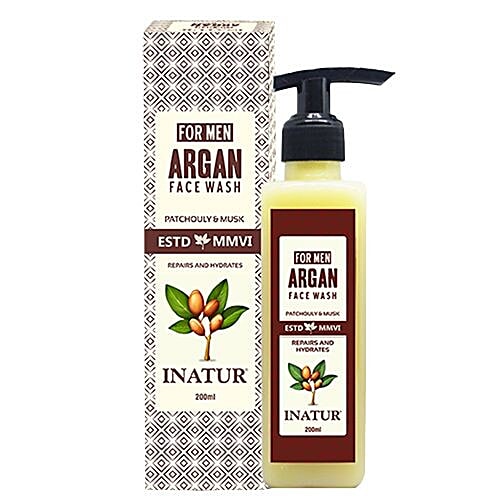 FOR MEN
ARGAN
FACE WASH
PATCHOULY & MUSK
ESTD MMVI
REPAIRS AND HYDRATES
INATUR®
200ml
FOR MEN
ARGAN
FACE WASH
PATCHOULY & MUSK
ESTD MMVI
REPAIRS AND
HYDRATES
INATUR®
200ml